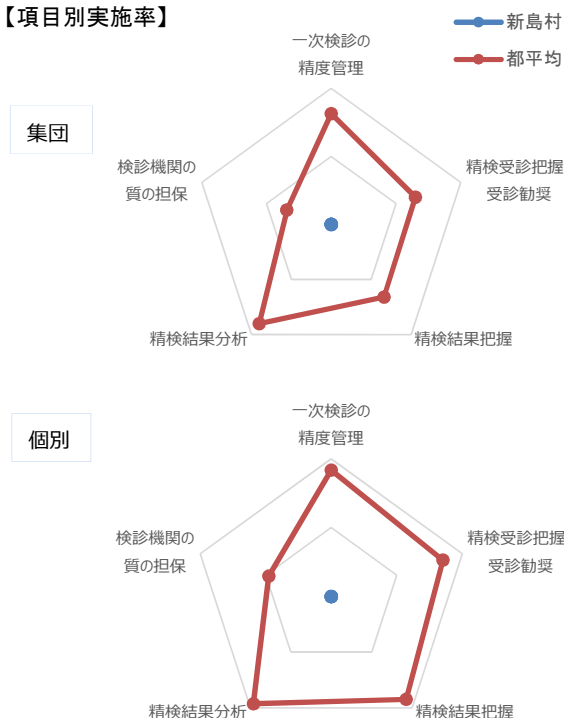 【項目別実施率】
新島村
都平均
集団
一次検診の
精度管理
精検受診把握
受診勧奨
精検結果把握
精検結果分析
検診機関の
質の担保
個別
一次検診の
精度管理
精検受診把握
受診勧奨
精検結果把握
精検結果分析
検診機関の
質の担保